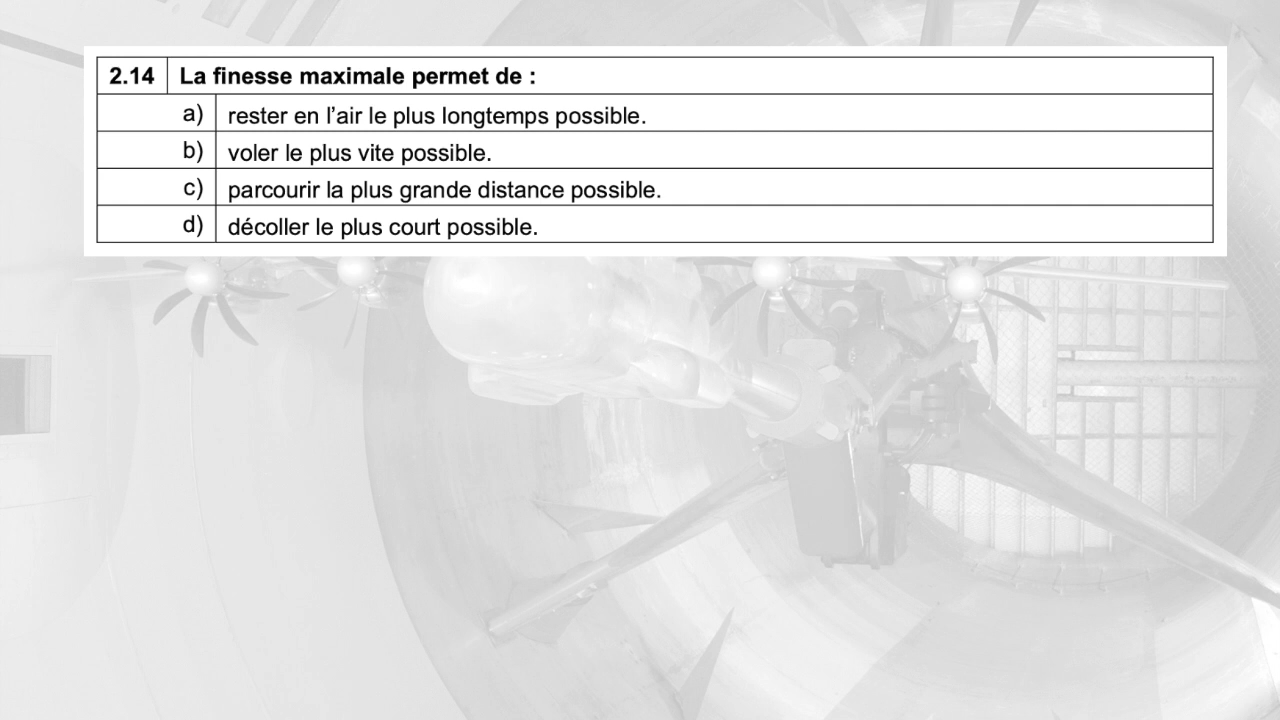 2.14 La finesse maximale permet de :
a) rester en l’air le plus longtemps possible.
b) voler le plus vite possible.
c) parcourir la plus grande distance possible.
d) décoller le plus court possible.